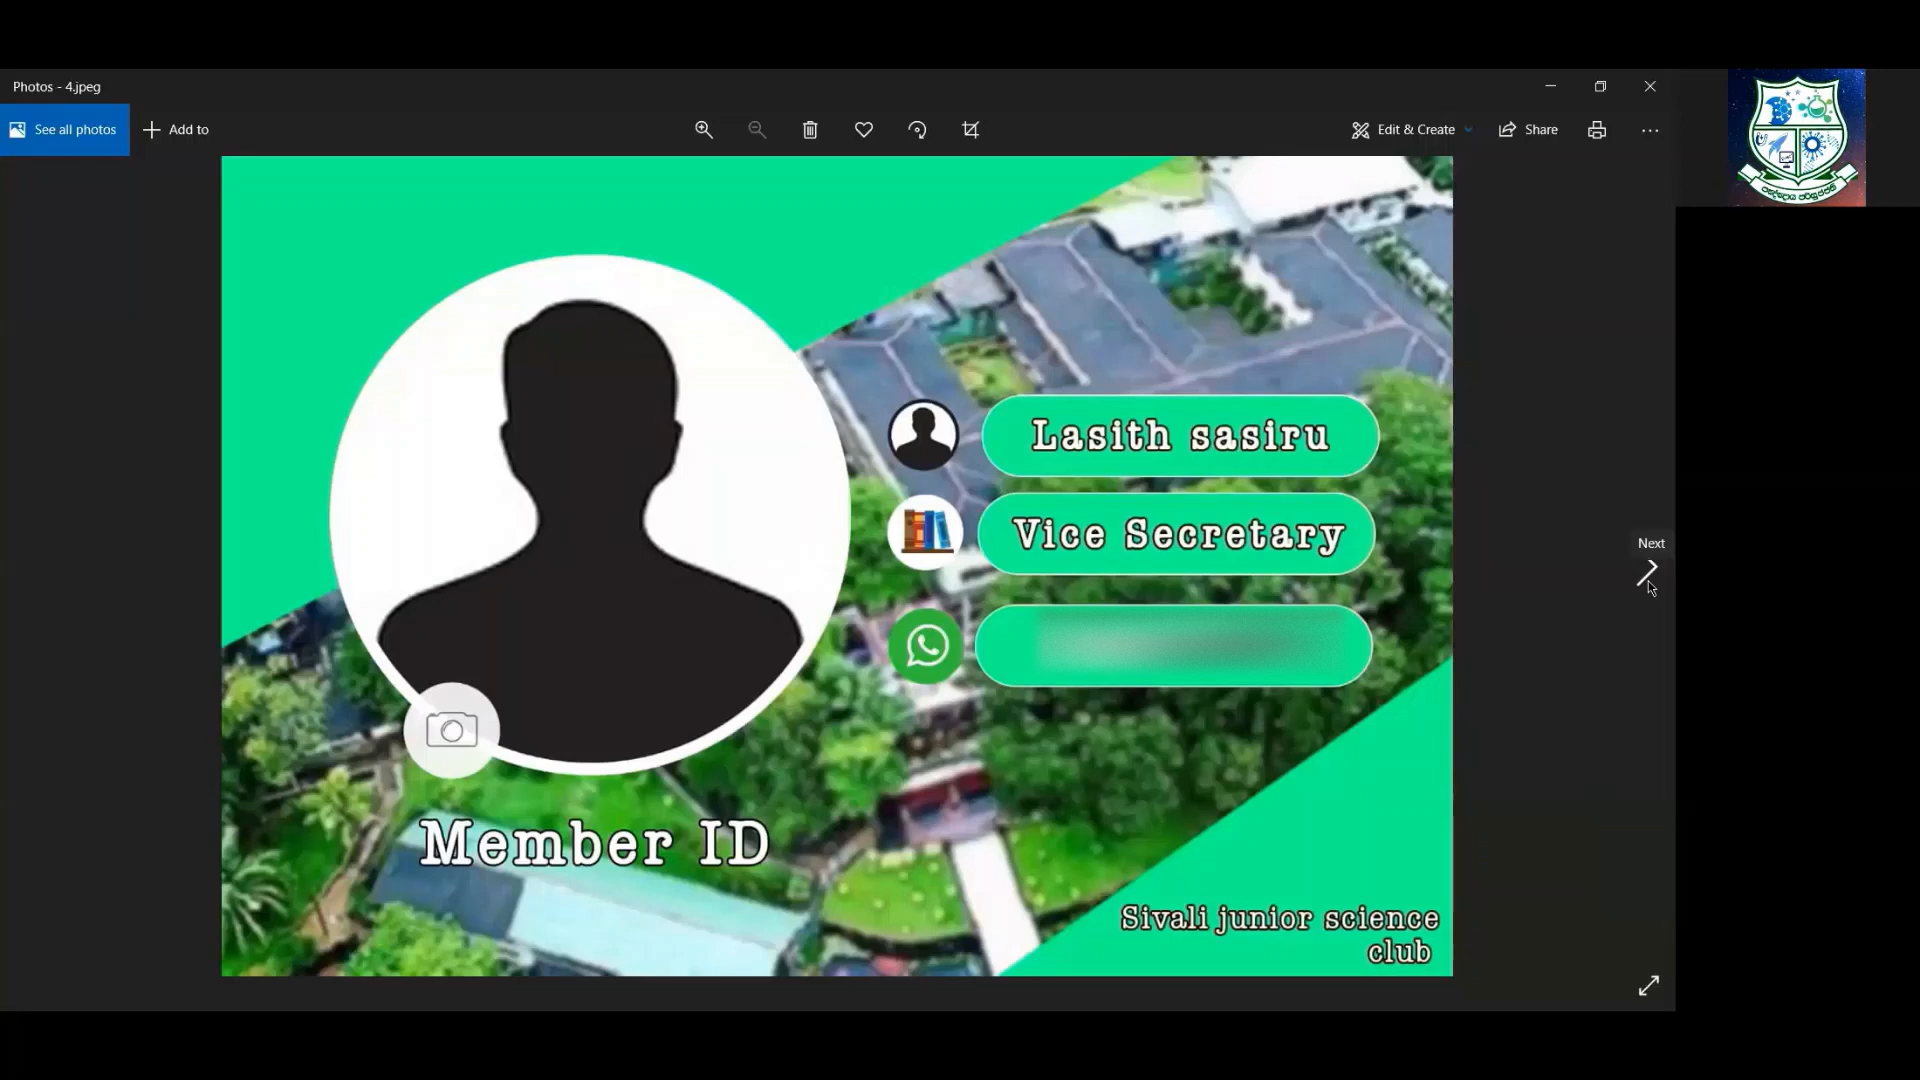 Photos - 4.jpeg
See all photos
Add to
Edit & Create
Share
Lasith sasiru
Vice Secretary
Next
Member ID
Sivali junior science
club